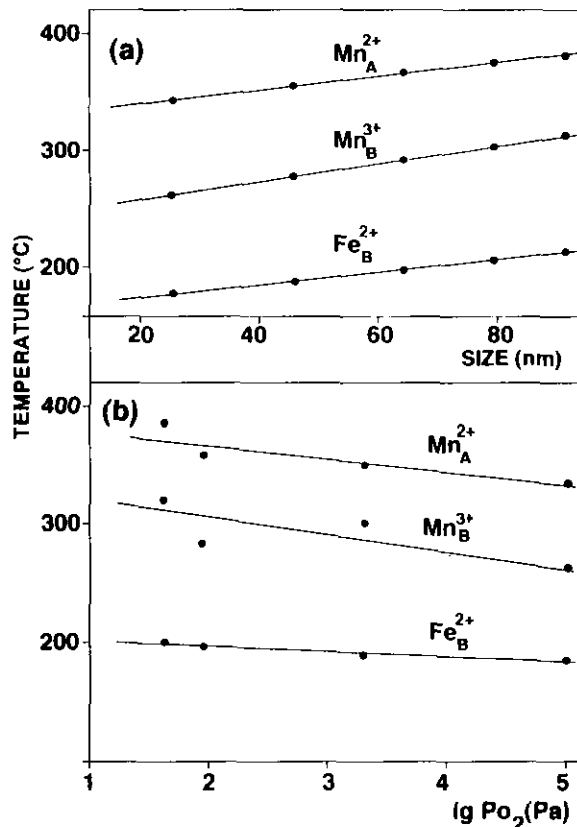 (a)
400
300
200
Mn2+A
Mn3+B
Fe2+B
20 40 60 80
SIZE (nm)
TEMPERATURE (°C)
(b)
400
300
200
Mn2+A
Mn3+B
Fe2+B
1 2 3 4 5
lg Po2(Pa)